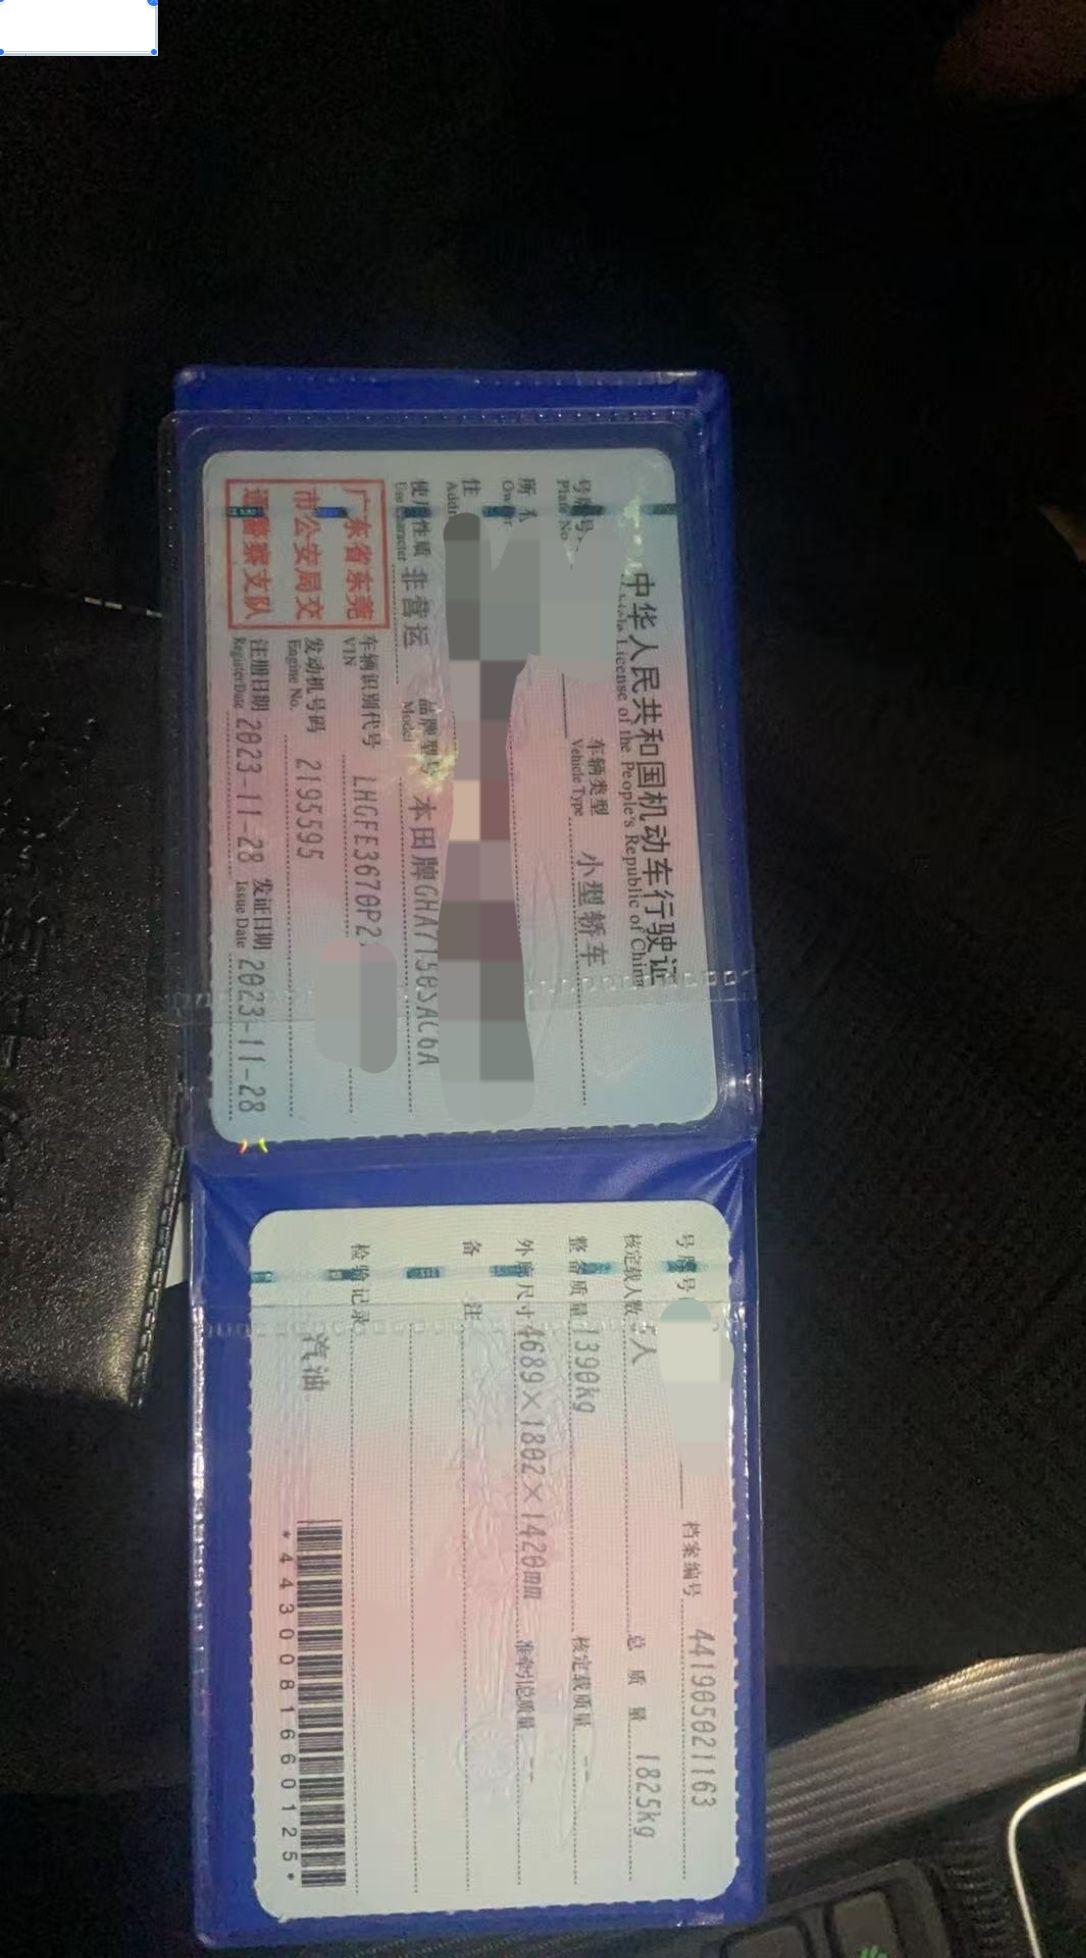 中华人民共和国机动车行驶证
License of the People's Republic of China
号牌号
Plate No.
车辆类型 小型轿车
Vehicle Type
所
Owner
住
Addr
使用性质 非营运
Use Character
品牌型号 本田牌GHA7150SAC6A
Model
广东省东莞
市公安局交
通警察支队
车辆识别代号 LHGFE3670P2
VIN
发动机号码 2195595
Engine No.
注册日期 2023-11-28 发证日期 2023-11-28
Register Date Issue Date
号牌号 档案编号 441905021163
核定载人数 5人 总质量 1825kg
整备质量 1390kg 核定载质量 --
外廓尺寸 4689×1802×1420mm 准牵引总质量 --
备注
检验记录
汽油
*4430081660125*